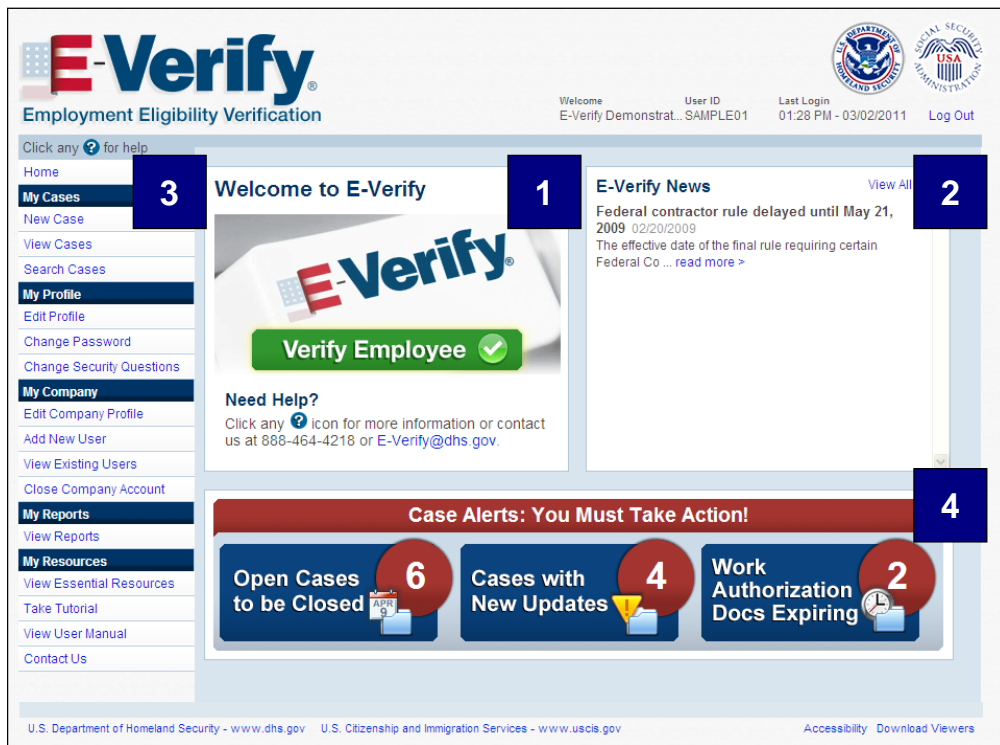 E-Verify®
Employment Eligibility Verification
U.S. DEPARTMENT OF HOMELAND SECURITY
SOCIAL SECURITY ADMINISTRATION
USA
Welcome
E-Verify Demonstrat...
User ID
SAMPLE01
Last Login
01:28 PM - 03/02/2011
Log Out
Click any ? for help
Home
My Cases
New Case
View Cases
Search Cases
My Profile
Edit Profile
Change Password
Change Security Questions
My Company
Edit Company Profile
Add New User
View Existing Users
Close Company Account
My Reports
View Reports
My Resources
View Essential Resources
Take Tutorial
View User Manual
Contact Us
3
Welcome to E-Verify
1
E-Verify®
Verify Employee
Need Help?
Click any ? icon for more information or contact
us at 888-464-4218 or E-Verify@dhs.gov.
E-Verify News
View All
2
Federal contractor rule delayed until May 21,
2009 02/20/2009
The effective date of the final rule requiring certain
Federal Co ... read more >
4
Case Alerts: You Must Take Action!
Open Cases
to be Closed
6
APR
9
Cases with
New Updates
4
Work
Authorization
Docs Expiring
2
U.S. Department of Homeland Security - www.dhs.gov
U.S. Citizenship and Immigration Services - www.uscis.gov
Accessibility
Download Viewers